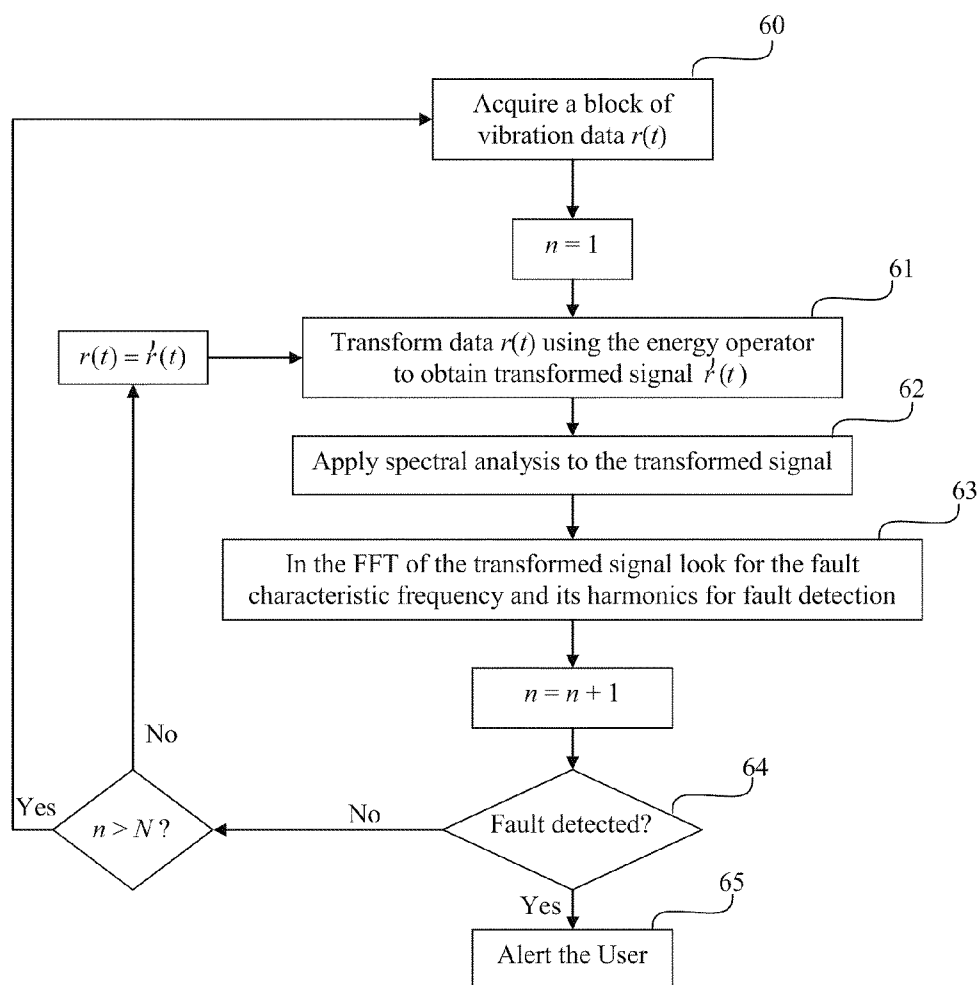 60
Acquire a block of
vibration data r(t)
n = 1
61
r(t) = ŕ(t)
Transform data r(t) using the energy operator
to obtain transformed signal ŕ(t)
62
Apply spectral analysis to the transformed signal
63
In the FFT of the transformed signal look for the fault
characteristic frequency and its harmonics for fault detection
n = n + 1
No
64
Yes
n > N ?
No
Fault detected?
65
Yes
Alert the User